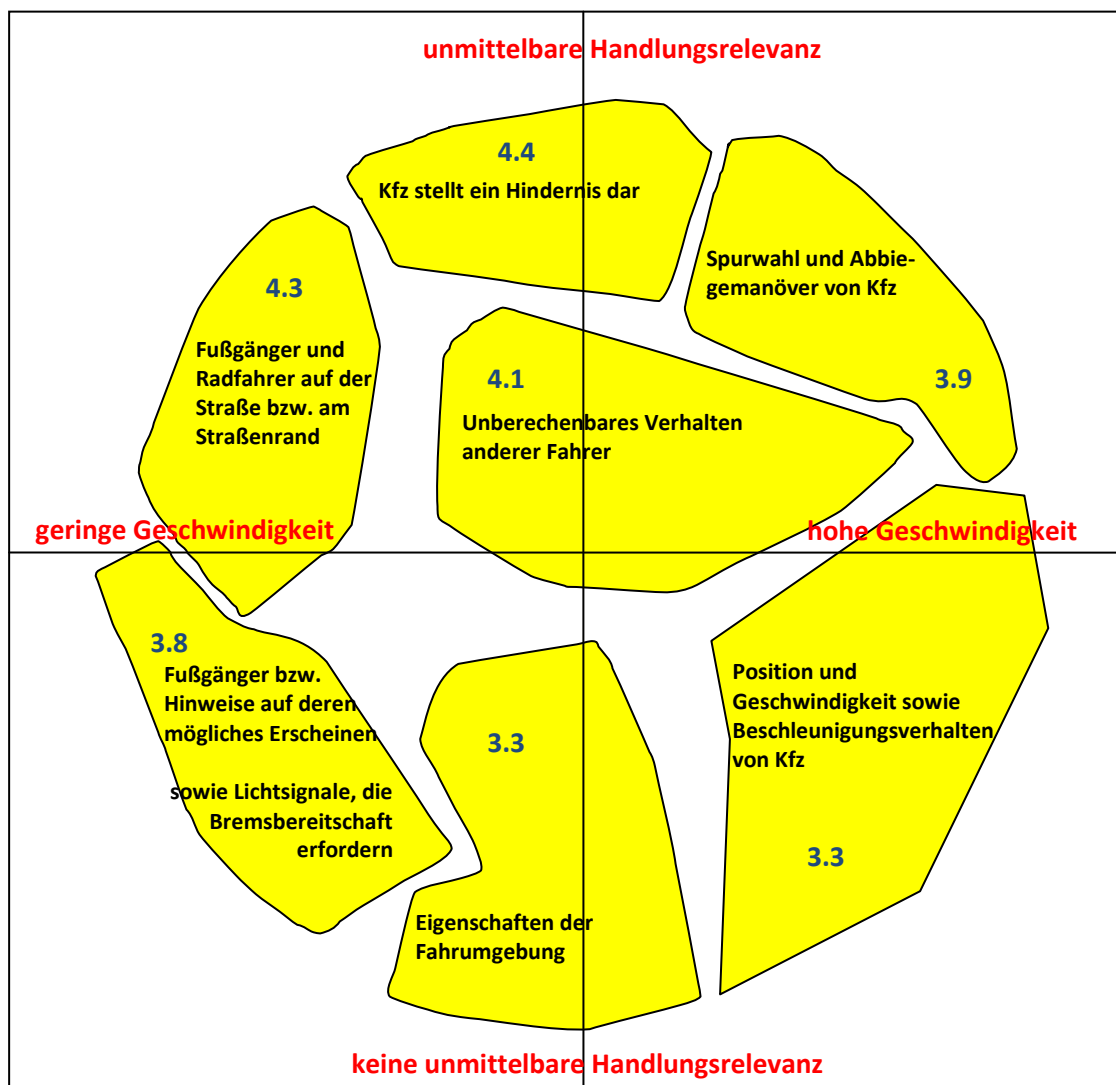 unmittelbare Handlungsrelevanz
4.4
Kfz stellt ein Hindernis dar
Spurwahl und Abbie-
gemanöver von Kfz
3.9
4.3
Fußgänger und
Radfahrer auf der
Straße bzw. am
Straßenrand
4.1
Unberechenbares Verhalten
anderer Fahrer
geringe Geschwindigkeit
hohe Geschwindigkeit
3.8
Fußgänger bzw.
Hinweise auf deren
mögliches Erscheinen
sowie Lichtsignale, die
Bremsbereitschaft
erfordern
3.3
Eigenschaften der
Fahrumgebung
Position und
Geschwindigkeit sowie
Beschleunigungsverhalten
von Kfz
3.3
keine unmittelbare Handlungsrelevanz